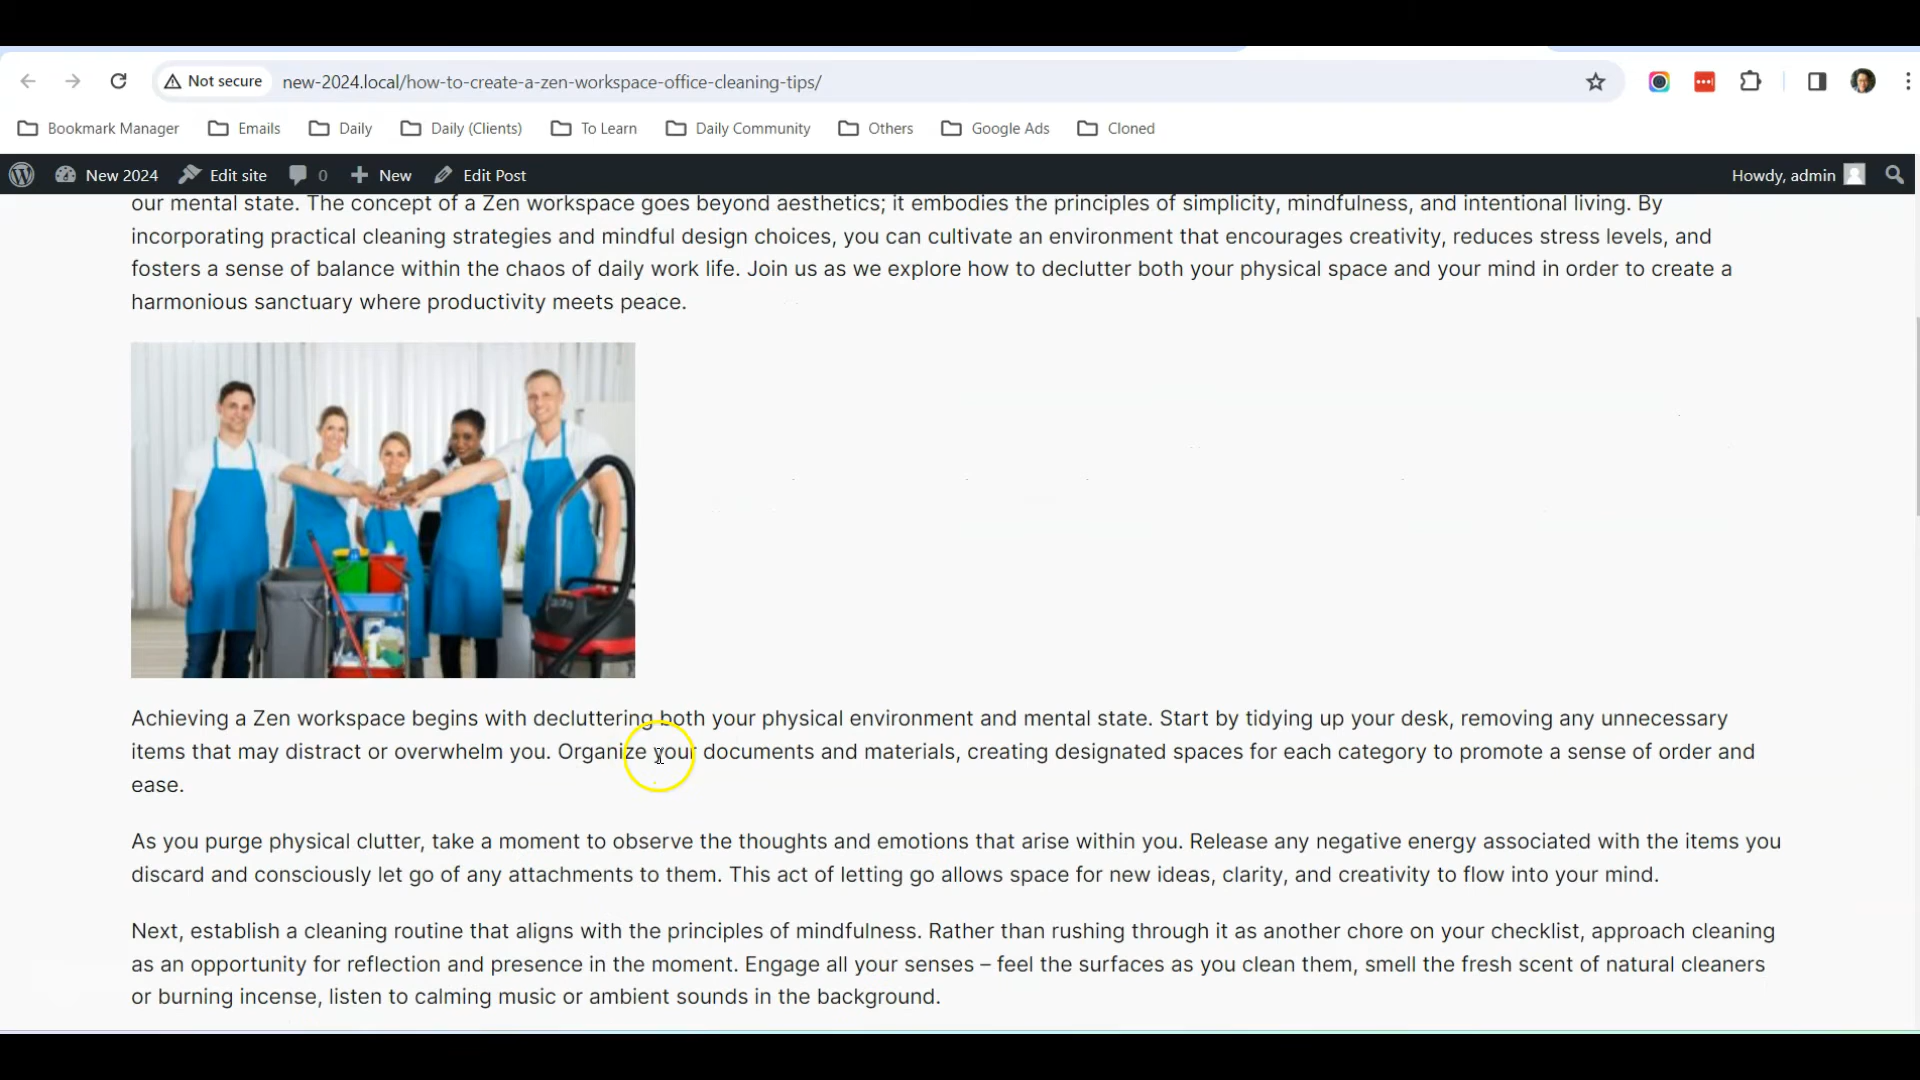 Not secure new-2024.local/how-to-create-a-zen-workspace-office-cleaning-tips/
Bookmark Manager Emails Daily Daily (Clients) To Learn Daily Community Others Google Ads Cloned
New 2024 Edit site 0 New Edit Post Howdy, admin
our mental state. The concept of a Zen workspace goes beyond aesthetics; it embodies the principles of simplicity, mindfulness, and intentional living. By
incorporating practical cleaning strategies and mindful design choices, you can cultivate an environment that encourages creativity, reduces stress levels, and
fosters a sense of balance within the chaos of daily work life. Join us as we explore how to declutter both your physical space and your mind in order to create a
harmonious sanctuary where productivity meets peace.
Achieving a Zen workspace begins with decluttering both your physical environment and mental state. Start by tidying up your desk, removing any unnecessary
items that may distract or overwhelm you. Organize your documents and materials, creating designated spaces for each category to promote a sense of order and
ease.
As you purge physical clutter, take a moment to observe the thoughts and emotions that arise within you. Release any negative energy associated with the items you
discard and consciously let go of any attachments to them. This act of letting go allows space for new ideas, clarity, and creativity to flow into your mind.
Next, establish a cleaning routine that aligns with the principles of mindfulness. Rather than rushing through it as another chore on your checklist, approach cleaning
as an opportunity for reflection and presence in the moment. Engage all your senses – feel the surfaces as you clean them, smell the fresh scent of natural cleaners
or burning incense, listen to calming music or ambient sounds in the background.